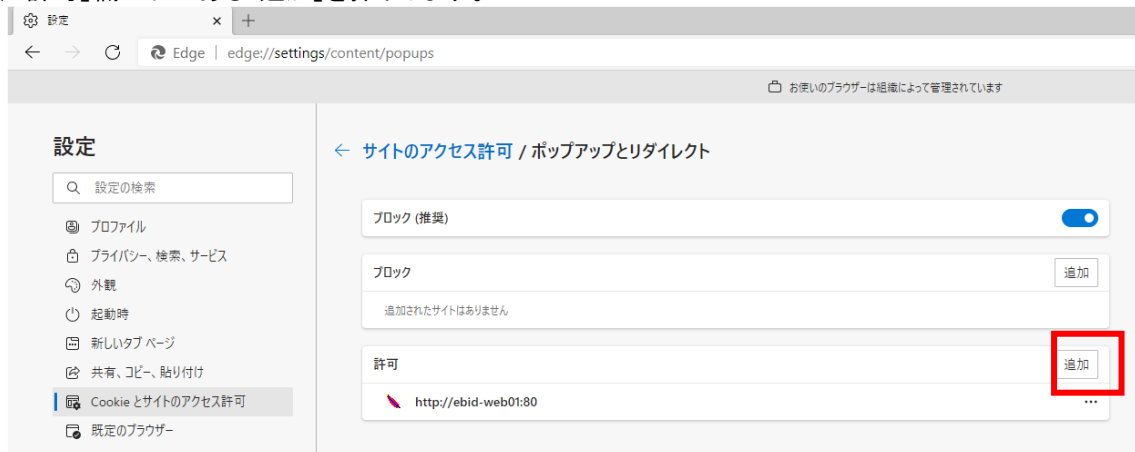 設定
Edge | edge://settings/content/popups
お使いのブラウザーは組織によって管理されています
設定
サイトのアクセス許可 / ポップアップとリダイレクト
設定の検索
ブロック (推奨)
プロファイル
プライバシー、検索、サービス
外観
起動時
新しいタブ ページ
共有、コピー、貼り付け
Cookie とサイトのアクセス許可
既定のブラウザー
ブロック
追加
追加されたサイトはありません
許可
追加
http://ebid-web01:80